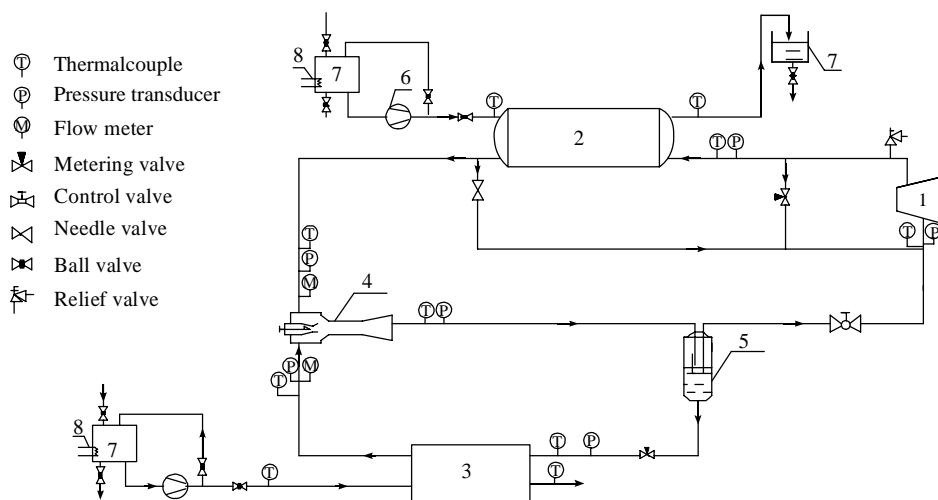 T Thermalcouple
P Pressure transducer
M Flow meter
Metering valve
Control valve
Needle valve
Ball valve
Relief valve
8
7
6
T
T
7
2
T P
1
T P
T
P
M
4
T P
P M
T
5
8
7
T
3
T P
T